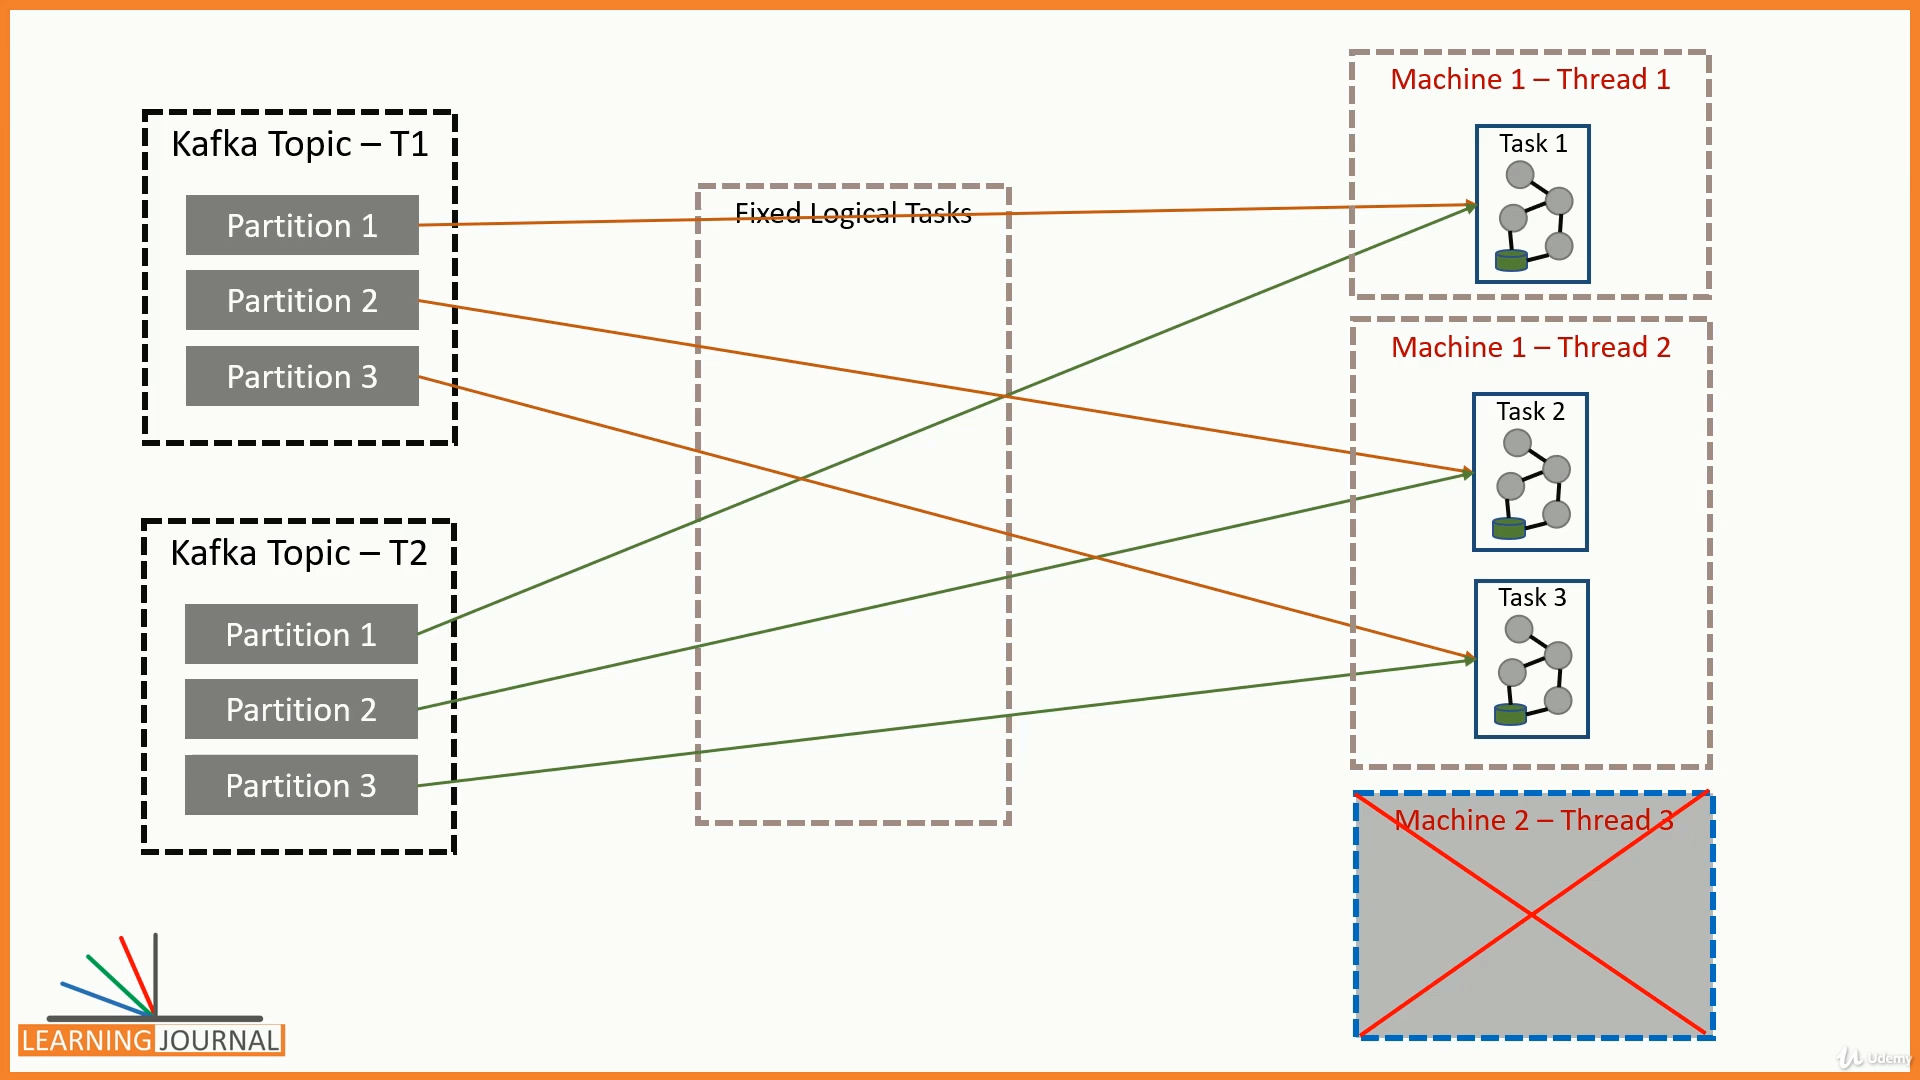 Kafka Topic – T1
Partition 1
Partition 2
Partition 3
Kafka Topic – T2
Partition 1
Partition 2
Partition 3
Fixed Logical Tasks
Machine 1 – Thread 1
Task 1
Machine 1 – Thread 2
Task 2
Task 3
Machine 2 – Thread 3
LEARNING JOURNAL
Udemy